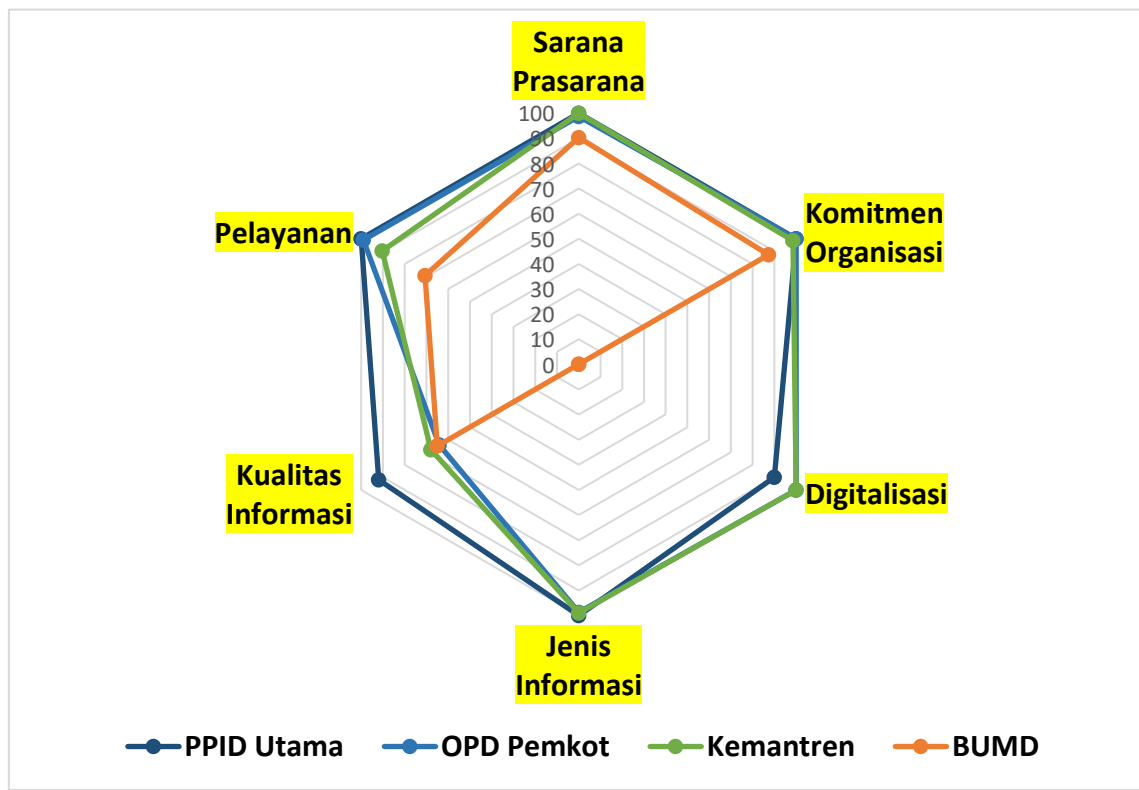 Sarana
Prasarana
100
90
80
70
60
50
40
30
20
10
0
Komitmen
Organisasi
Digitalisasi
Jenis
Informasi
Kualitas
Informasi
Pelayanan
PPID Utama
OPD Pemkot
Kemantren
BUMD